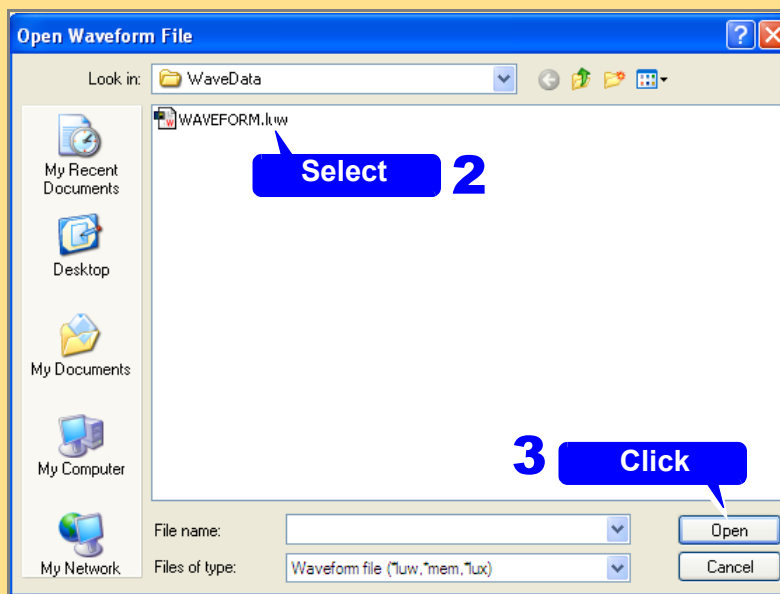 Open Waveform File
Look in: WaveData
WAVEFORM.luw
Select 2
My Recent
Documents
Desktop
My Documents
My Computer
My Network
3 Click
File name:
Open
Files of type: Waveform file (*luw,*mem,*lux)
Cancel